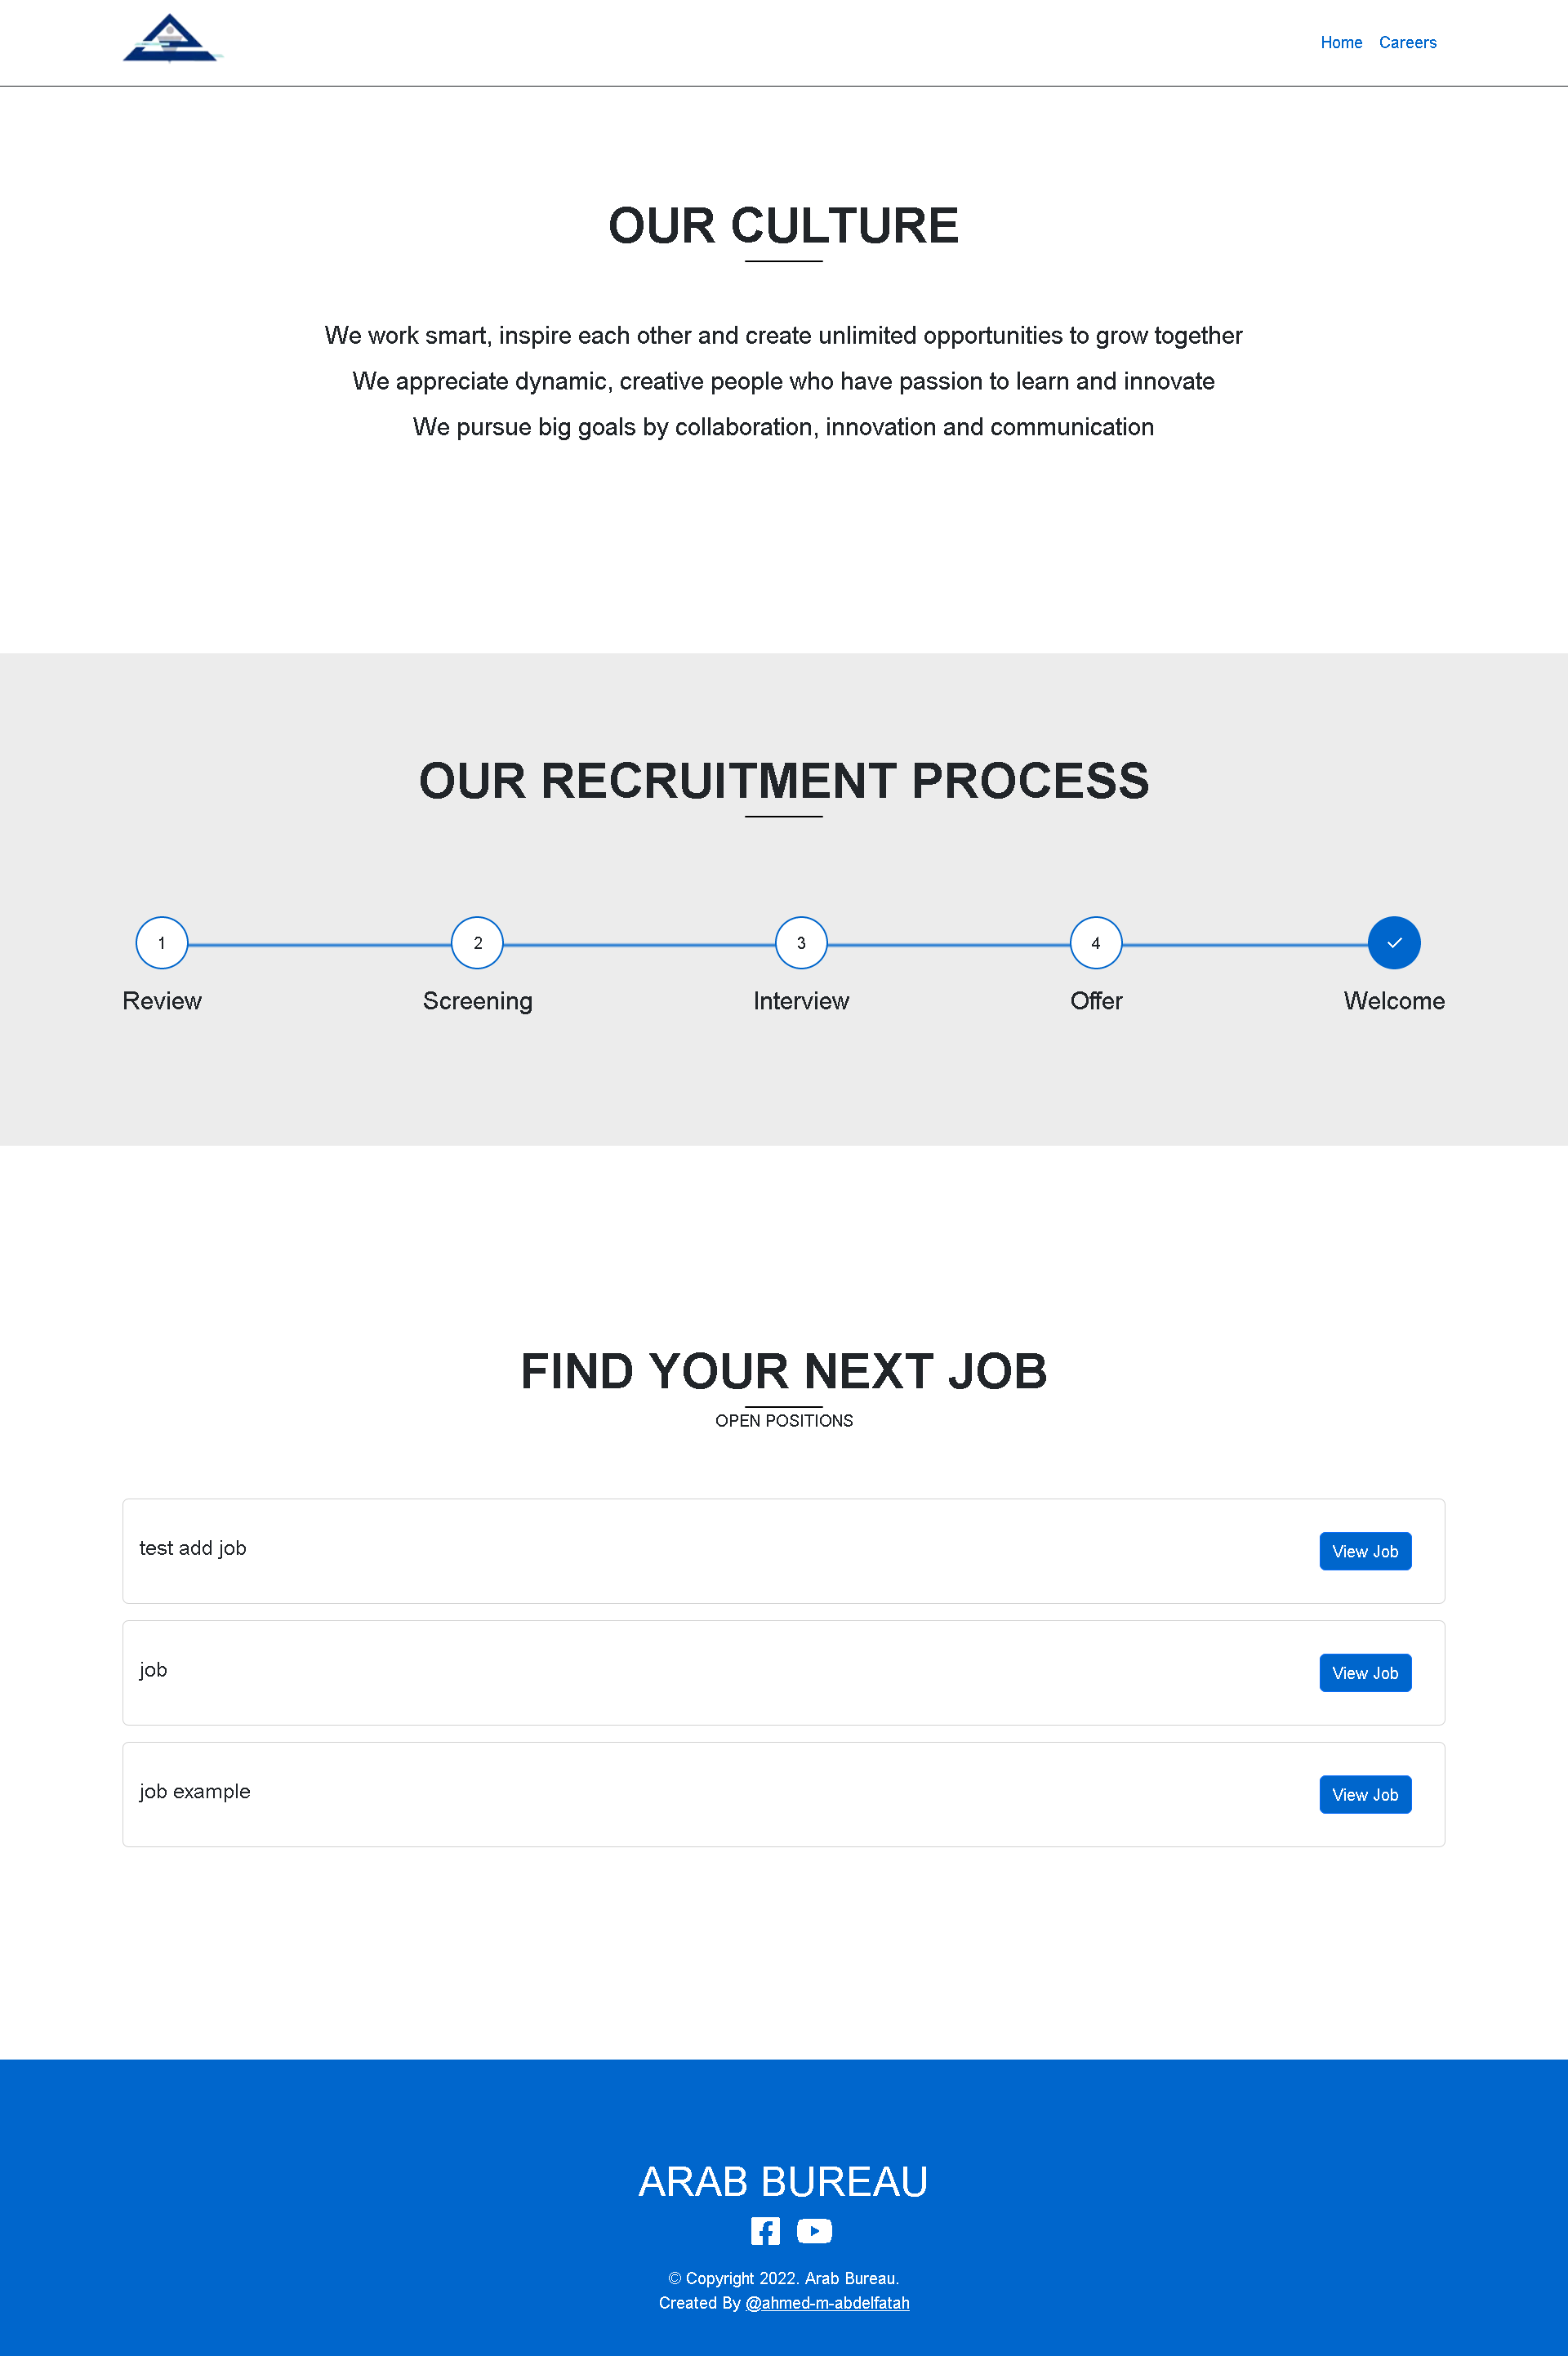 Home Careers
OUR CULTURE
We work smart, inspire each other and create unlimited opportunities to grow together
We appreciate dynamic, creative people who have passion to learn and innovate
We pursue big goals by collaboration, innovation and communication
OUR RECRUITMENT PROCESS
1 2 3 4
Review Screening Interview Offer Welcome
FIND YOUR NEXT JOB
OPEN POSITIONS
test add job View Job
job View Job
job example View Job
ARAB BUREAU
© Copyright 2022. Arab Bureau.
Created By @ahmed-m-abdelfatah